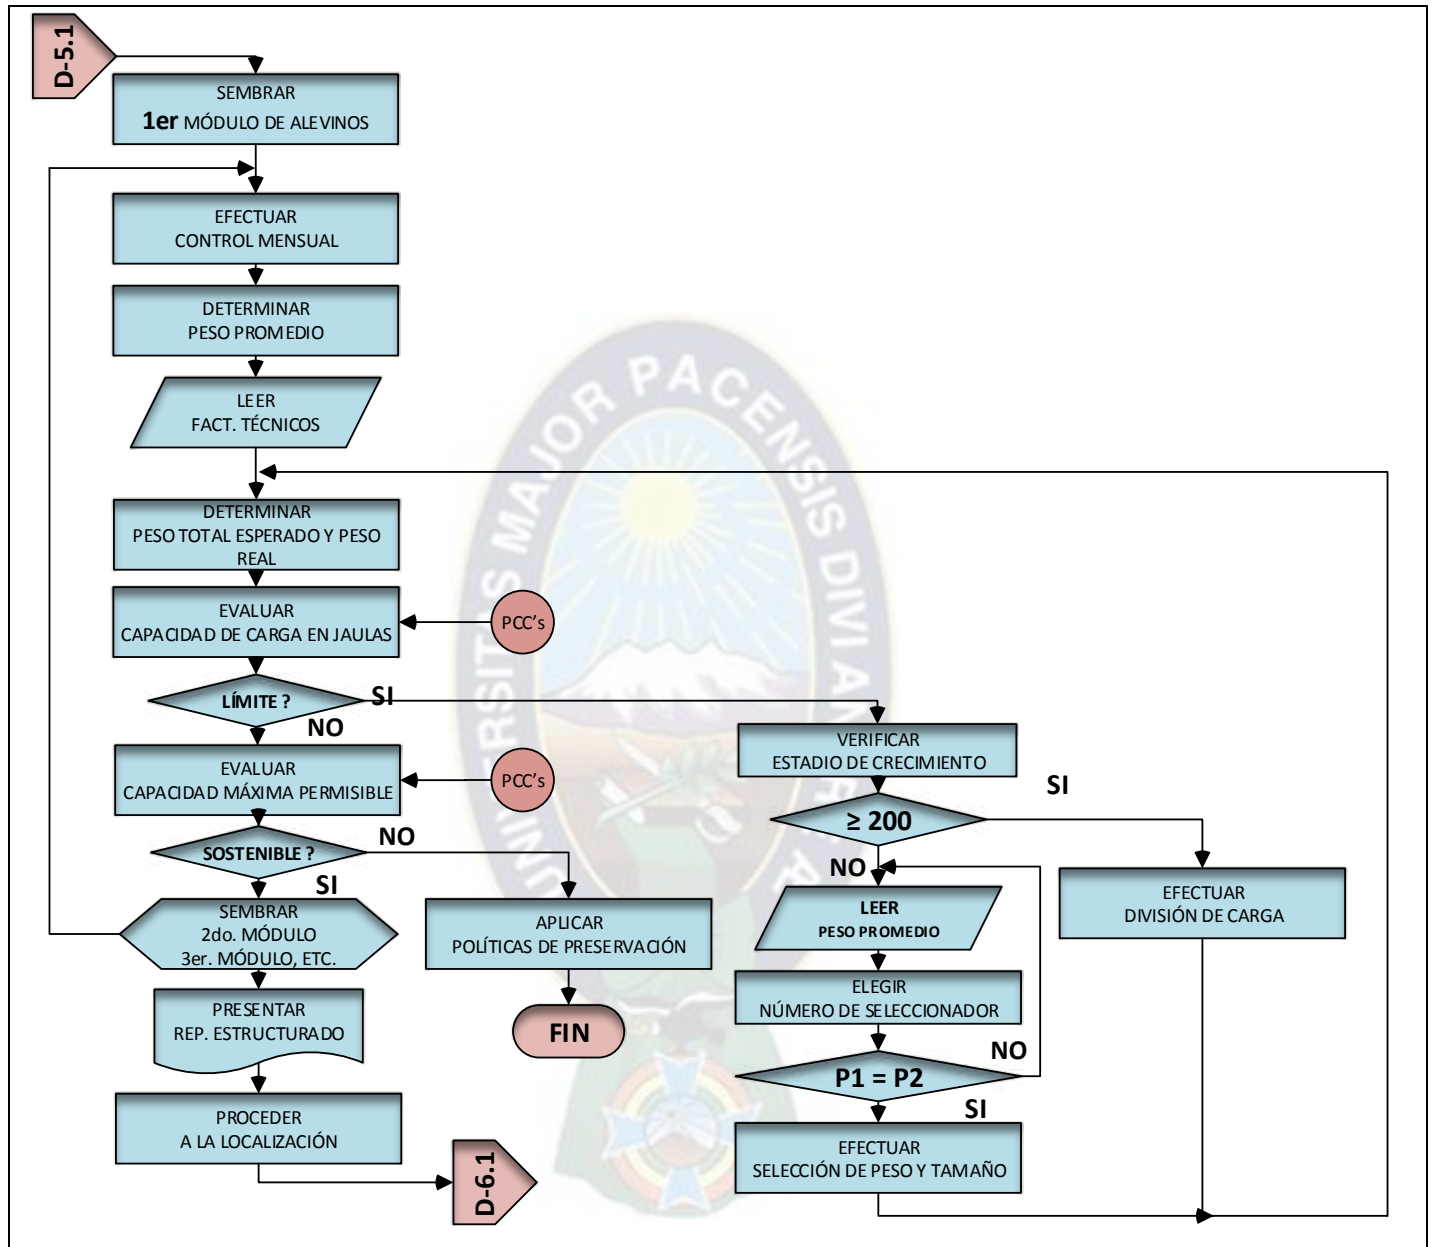 D-5.1
SEMBRAR
1er MÓDULO DE ALEVINOS
EFECTUAR
CONTROL MENSUAL
DETERMINAR
PESO PROMEDIO
LEER
FACT. TÉCNICOS
DETERMINAR
PESO TOTAL ESPERADO Y PESO
REAL
EVALUAR
CAPACIDAD DE CARGA EN JAULAS
PCC's
LÍMITE ?
SI
NO
EVALUAR
CAPACIDAD MÁXIMA PERMISIBLE
PCC's
SOSTENIBLE ?
NO
SI
SEMBRAR
2do. MÓDULO
3er. MÓDULO, ETC.
PRESENTAR
REP. ESTRUCTURADO
PROCEDER
A LA LOCALIZACIÓN
D-6.1
APLICAR
POLÍTICAS DE PRESERVACIÓN
FIN
VERIFICAR
ESTADIO DE CRECIMIENTO
≥ 200
SI
NO
LEER
PESO PROMEDIO
ELEGIR
NÚMERO DE SELECCIONADOR
P1 = P2
NO
SI
EFECTUAR
SELECCIÓN DE PESO Y TAMAÑO
EFECTUAR
DIVISIÓN DE CARGA
MAJOR PACENSIS DIVI